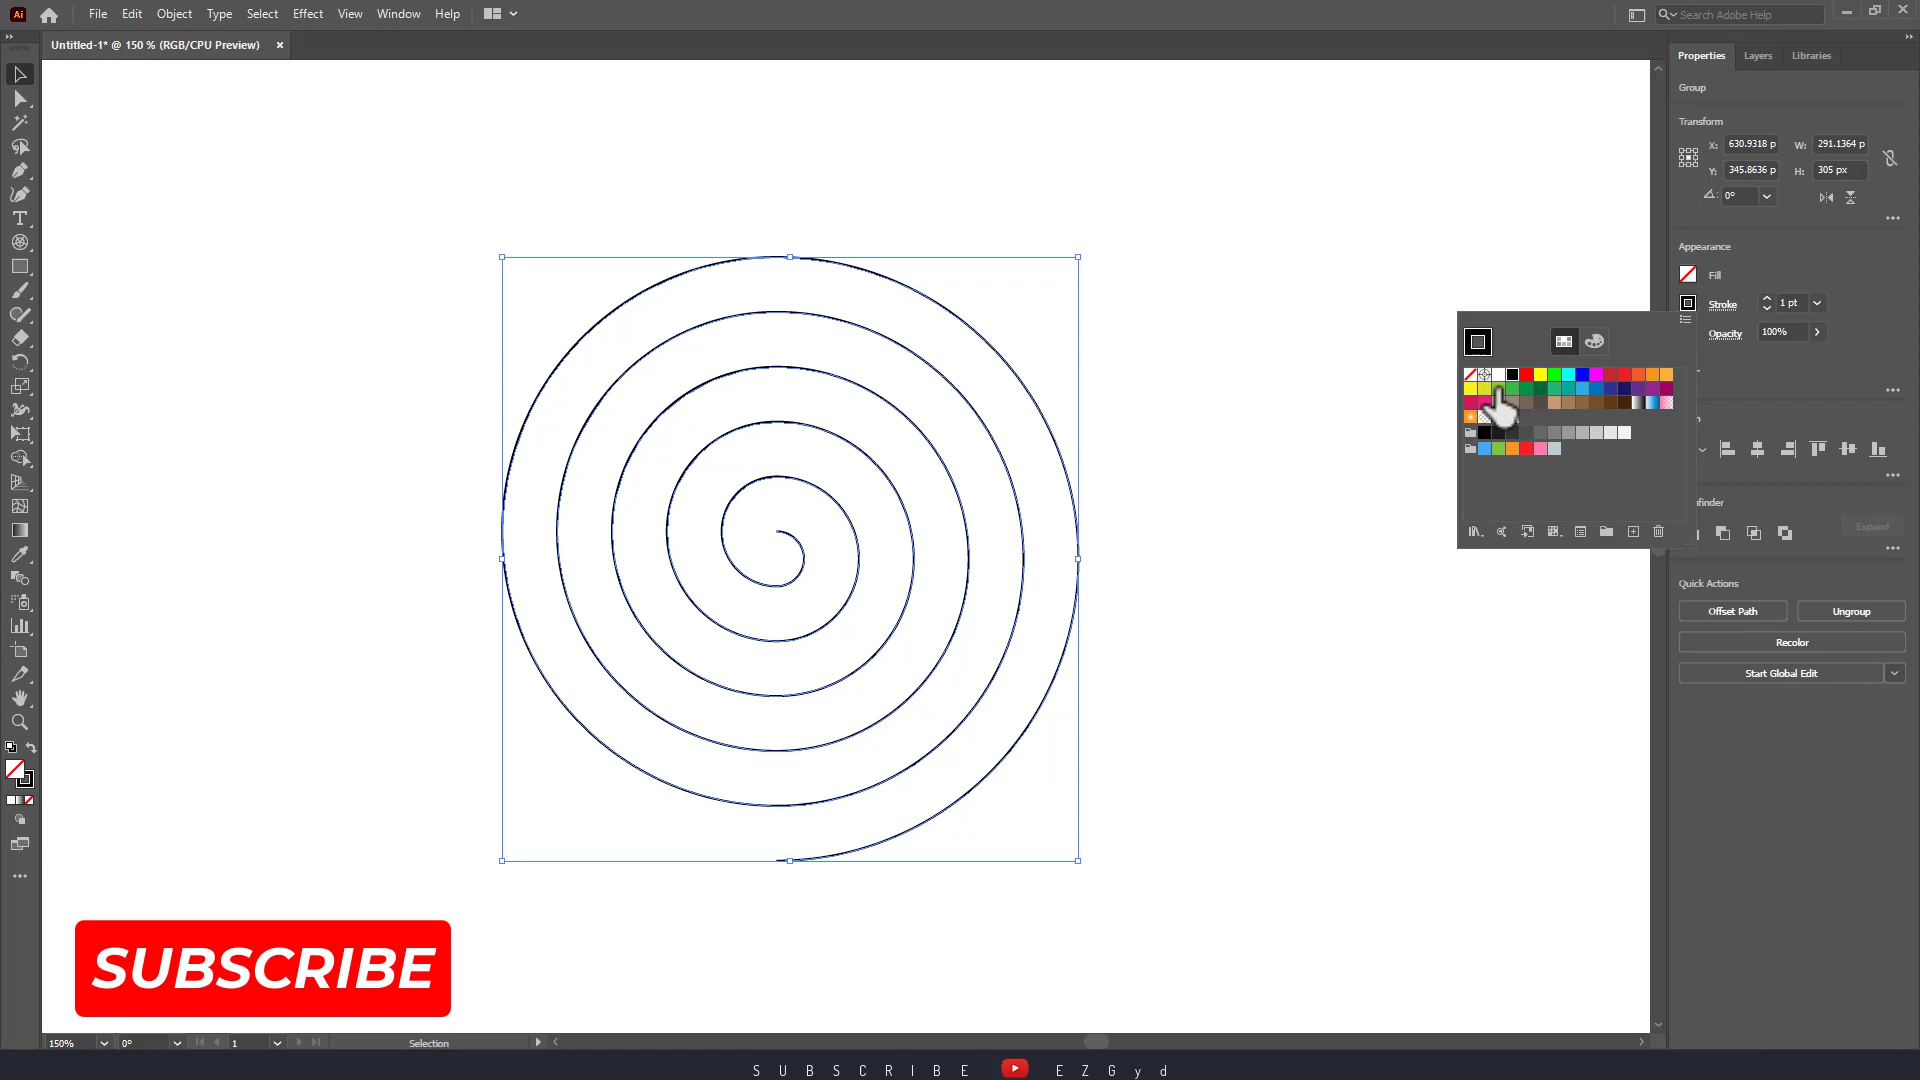 Ai File Edit Object Type Select Effect View Window Help Search Adobe Help
Untitled-1* @ 150 % (RGB/CPU Preview) ×
Properties Layers Libraries
Group
Transform
X: 630.9318 p W: 291.1364 p
Y: 345.8636 p H: 305 px
0°
Appearance
Fill
Stroke 1 pt
Opacity 100%
Quick Actions
Offset Path Ungroup
Recolor
Start Global Edit
Expand
SUBSCRIBE
150% 0° 1 Selection
SUBSCRIBE EZGyd